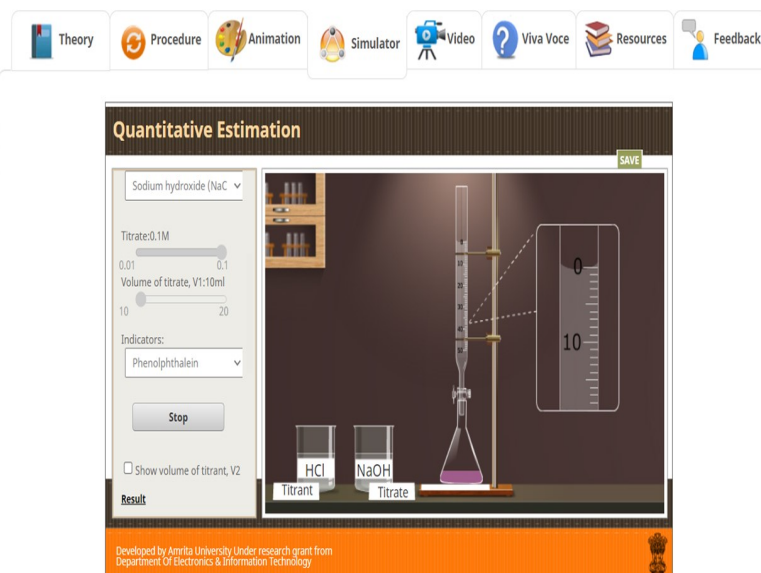 Theory
Procedure
Animation
Simulator
Video
Viva Voce
Resources
Feedback
Quantitative Estimation
SAVE
Sodium hydroxide (NaC
Titrate:0.1M
0.01 0.1
Volume of titrate, V1:10ml
10 20
Indicators:
Phenolphthalein
Stop
Show volume of titrant, V2
Result
0
10
HCl
NaOH
Titrant
Titrate
Developed by Amrita University Under research grant from
Department Of Electronics & Information Technology